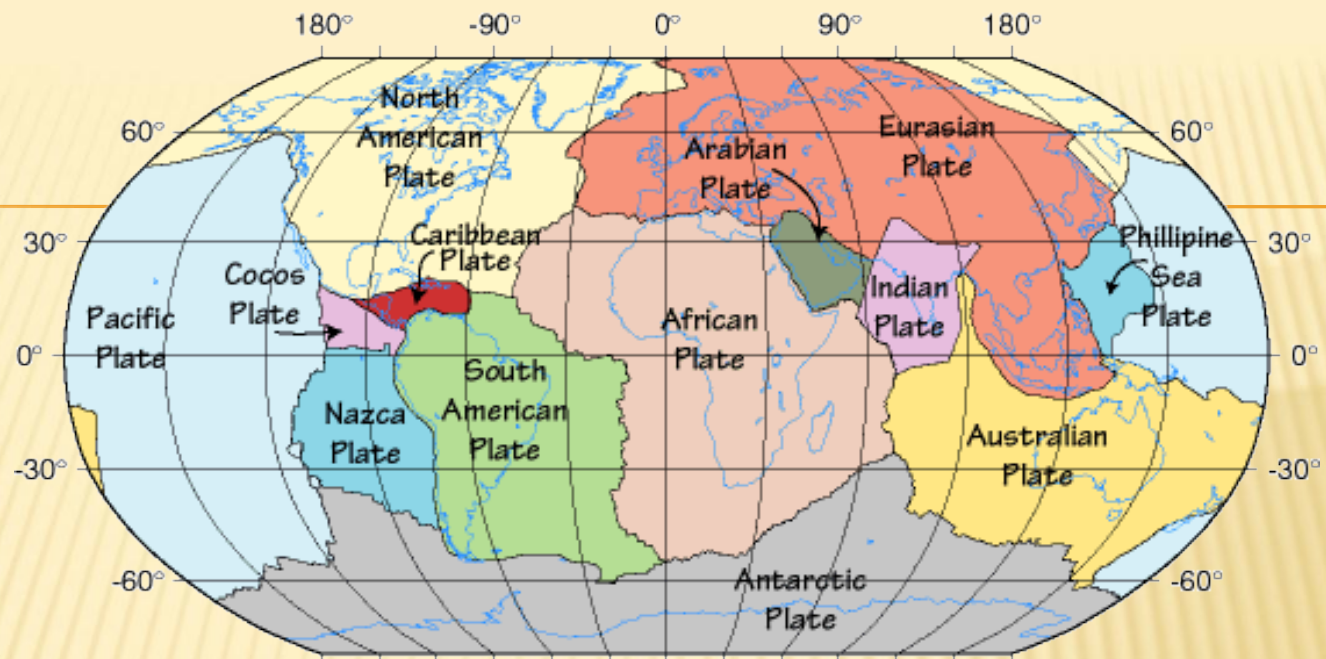 180° -90° 0° 90° 180°
North
American
Plate
60°
60°
Eurasian
Plate
Arabian
Plate
30°
30°
Caribbean
Plate
Phillipine
Sea
Plate
Cocos
Plate
Indian
Plate
Pacific
Plate
African
Plate
0°
0°
South
American
Plate
Nazca
Plate
Australian
Plate
-30°
-30°
-60°
-60°
Antarctic
Plate